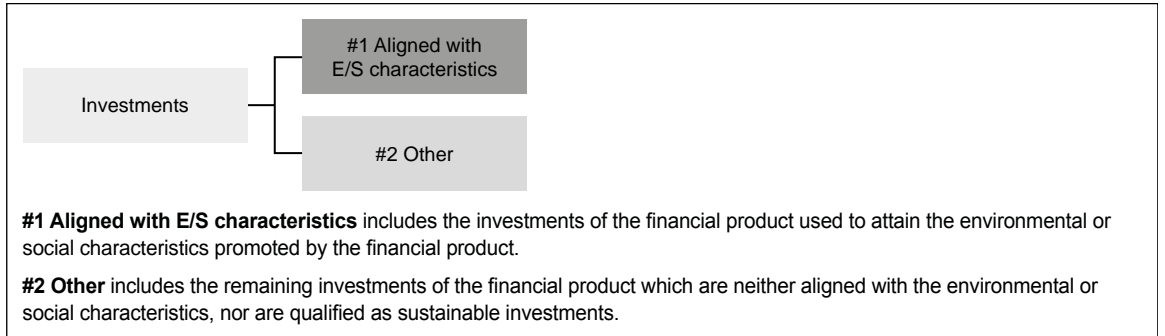 #1 Aligned with
E/S characteristics
Investments
#2 Other
#1 Aligned with E/S characteristics includes the investments of the financial product used to attain the environmental or
social characteristics promoted by the financial product.
#2 Other includes the remaining investments of the financial product which are neither aligned with the environmental or
social characteristics, nor are qualified as sustainable investments.